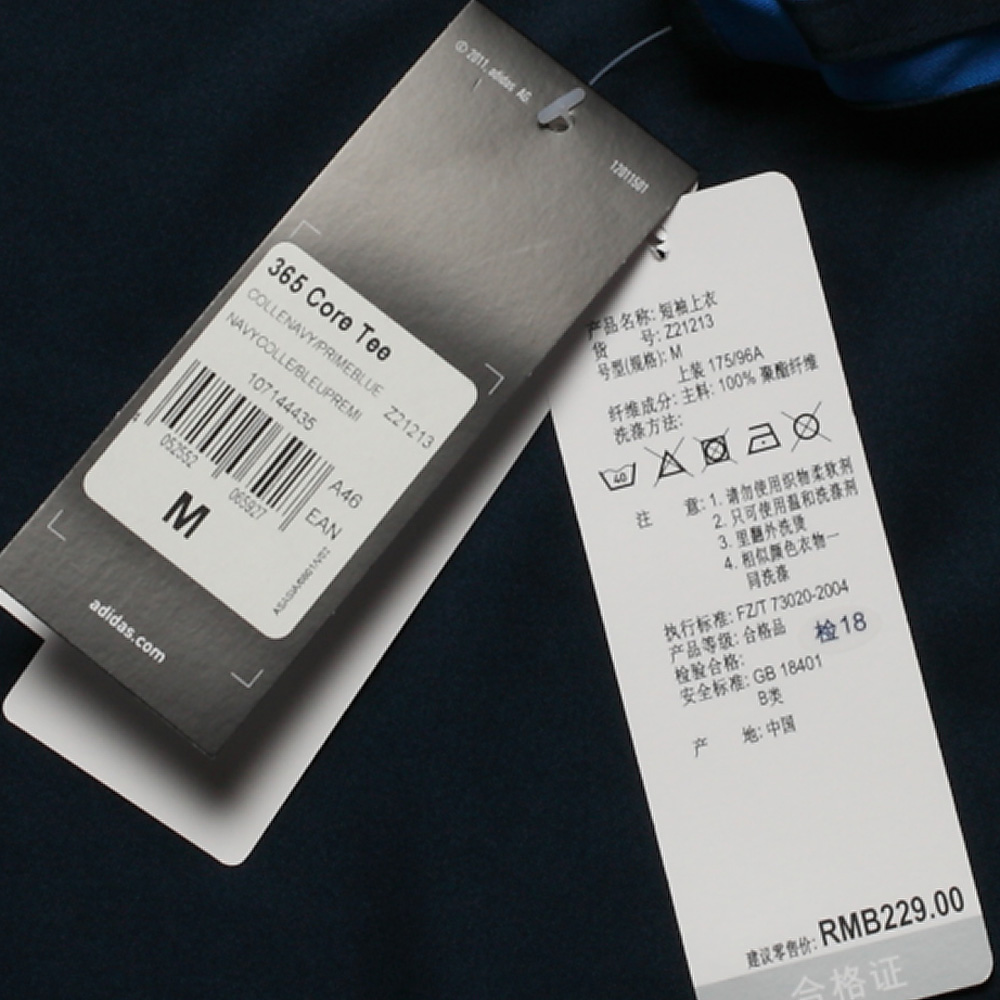 © 2011. adidas AG.
12011501
365 Core Tee
COLLENAVY/PRIMEBLUE
NAVYCOLLE/BLEUPREMI
Z21213
107144435
052552
065927
A46
EAN
M
adidas.com
产品名称: 短袖上衣
货 号: Z21213
号型(规格): M
上装 175/96A
纤维成分: 主料: 100% 聚酯纤维
洗涤方法:
40
注 意: 1. 请勿使用织物柔软剂
2. 只可使用温和洗涤剂
3. 里翻外洗烫
4. 相似颜色衣物一
同洗涤
执行标准: FZ/T 73020-2004
产品等级: 合格品
检验合格:
检18
安全标准: GB 18401
B类
产 地: 中国
建议零售价: RMB229.00
合格证